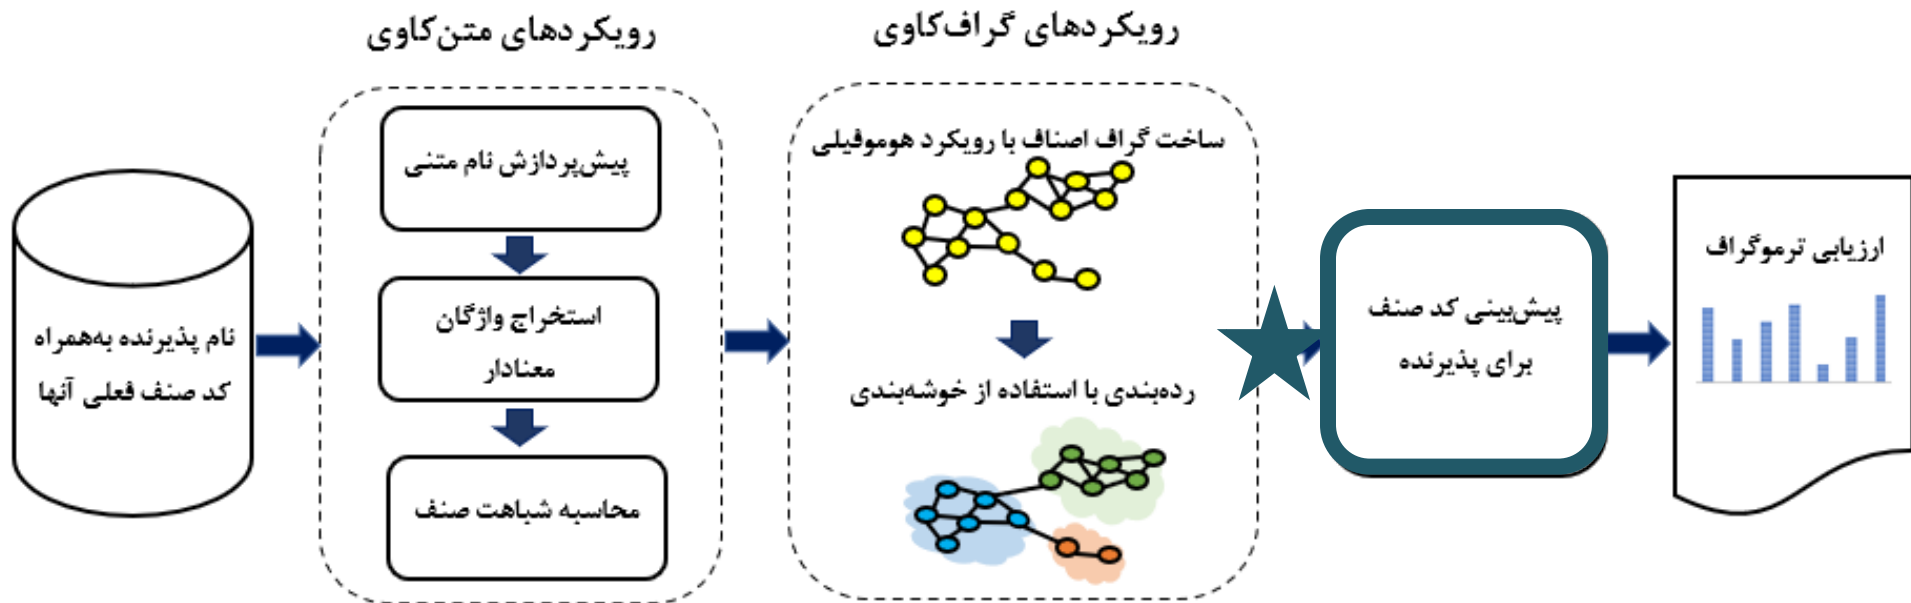 رویکردهای متن‌کاوی
رویکردهای گراف‌کاوی
نام پذیرنده به‌همراه
کد صنف فعلی آنها
پیش‌پردازش نام متنی
استخراج واژگان
معنادار
محاسبه شباهت صنف
ساخت گراف اصناف با رویکرد هوموفیلی
رده‌بندی با استفاده از خوشه‌بندی
پیش‌بینی کد صنف
برای پذیرنده
ارزیابی ترموگراف